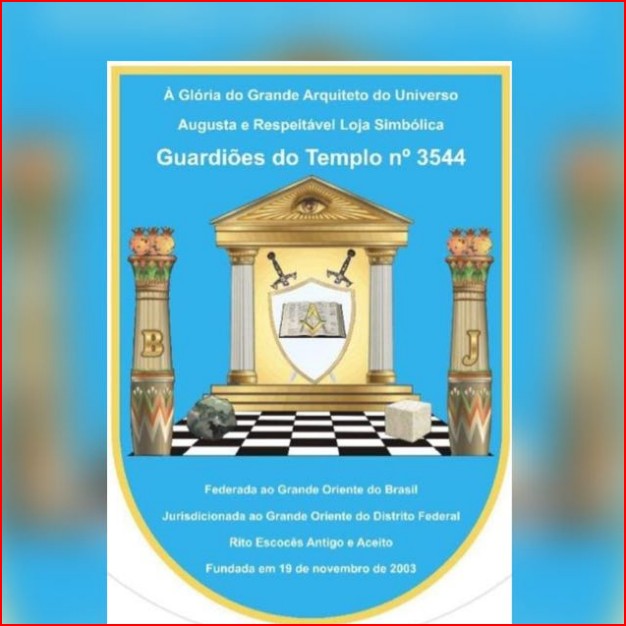 À Glória do Grande Arquiteto do Universo
Augusta e Respeitável Loja Simbólica
Guardiões do Templo nº 3544
B
J
Federada ao Grande Oriente do Brasil
Jurisdicionada ao Grande Oriente do Distrito Federal
Rito Escocês Antigo e Aceito
Fundada em 19 de novembro de 2003